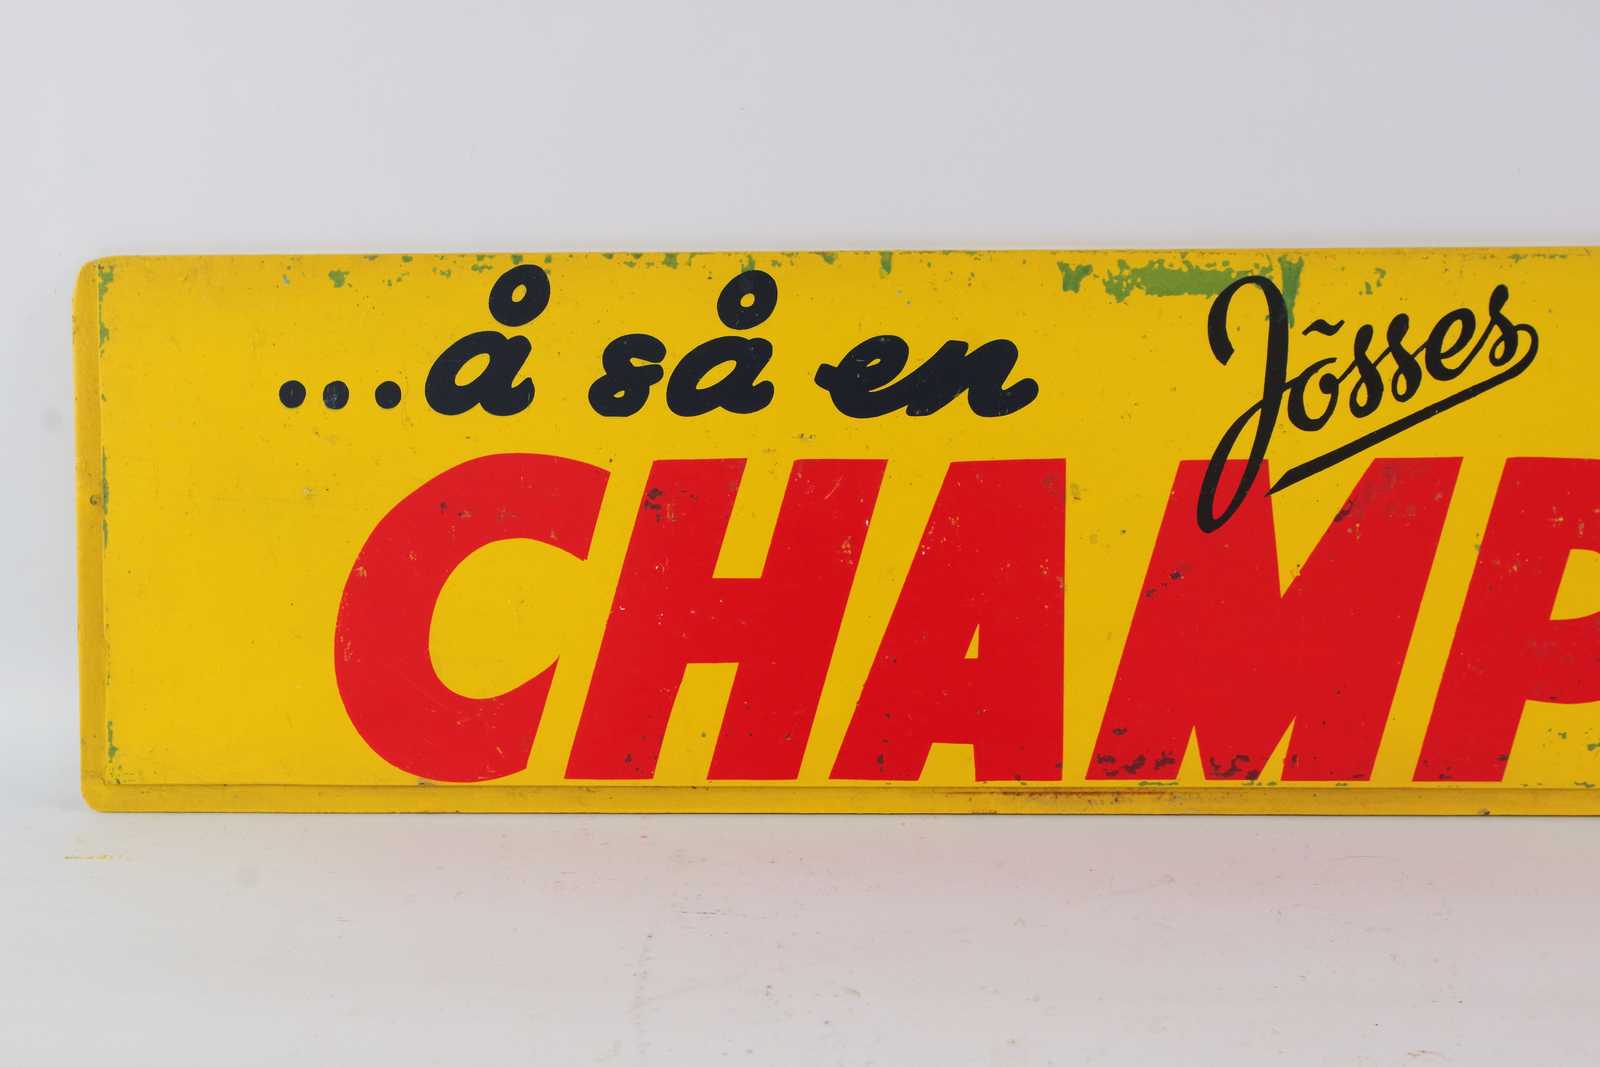 ...å så en Jõsses
CHAMP